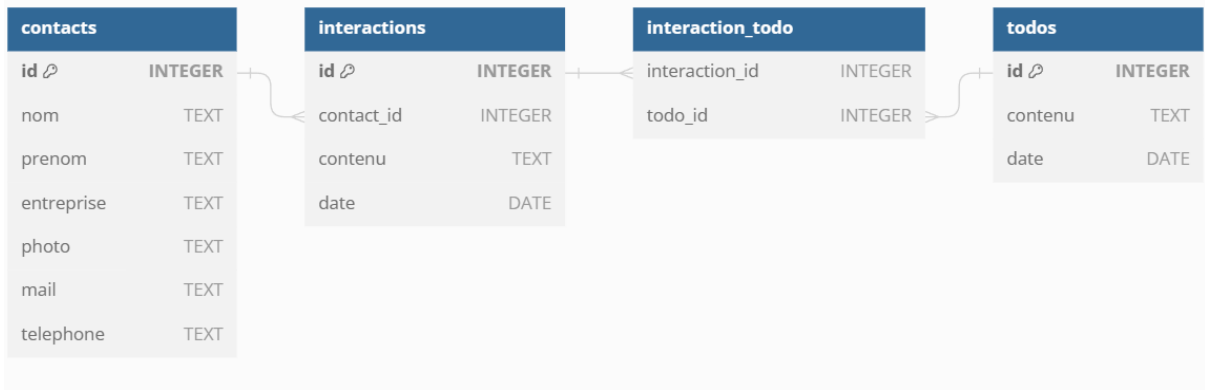 contacts
id INTEGER
nom TEXT
prenom TEXT
entreprise TEXT
photo TEXT
mail TEXT
telephone TEXT
interactions
id INTEGER
contact_id INTEGER
contenu TEXT
date DATE
interaction_todo
interaction_id INTEGER
todo_id INTEGER
todos
id INTEGER
contenu TEXT
date DATE